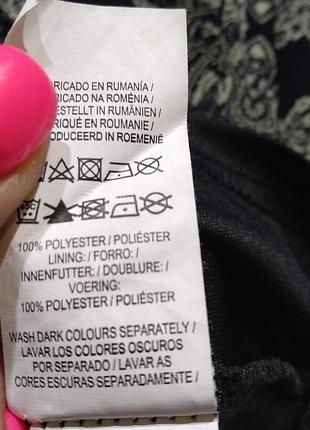 RICADO EN RUMANÍA /
RICADO NA ROMÉNIA /
ESTELLT IN RUMÄNIEN /
IQUÉ EN ROUMANIE /
ODUCEERD IN ROEMENIË
40C
100% POLYESTER / POLIÉSTER
LINING: / FORRO: /
INNENFUTTER: / DOUBLURE: /
VOERING:
100% POLYESTER / POLIÉSTER
WASH DARK COLOURS SEPARATELY /
LAVAR LOS COLORES OSCUROS
POR SEPARADO / LAVAR AS
CORES ESCURAS SEPARADAMENTE /